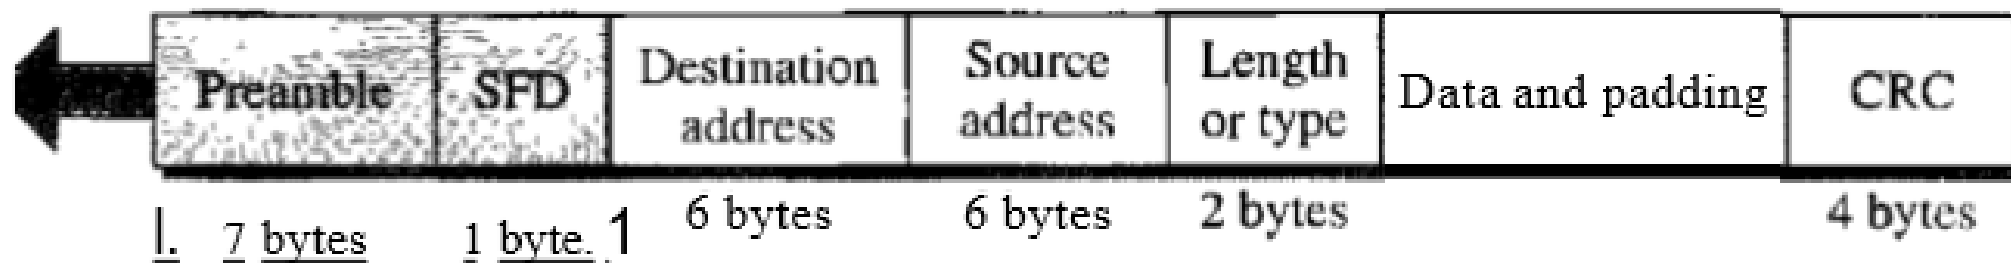 Preamble
SFD
Destination
address
Source
address
Length
or type
Data and padding
CRC
|. 7 bytes
1 byte. 1
6 bytes
6 bytes
2 bytes
4 bytes